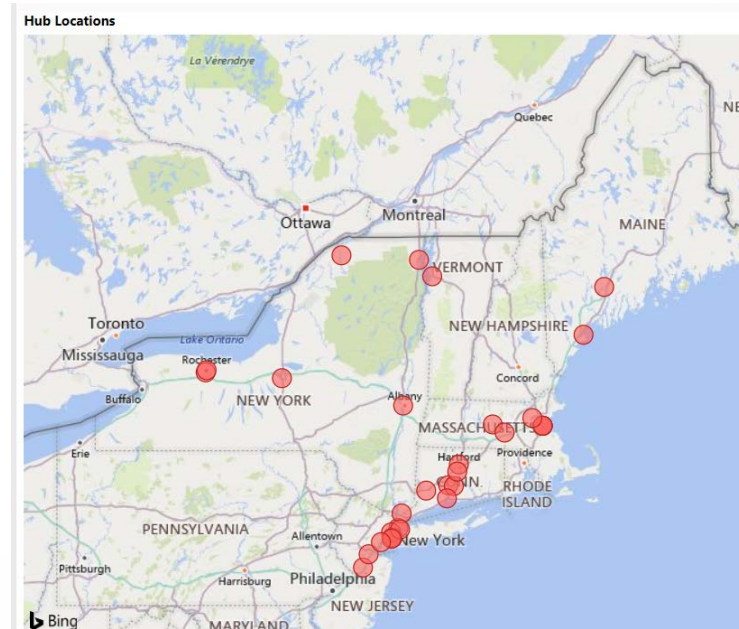 Hub Locations
La Verendrye
NE
Quebec
Ottawa
Montreal
MAINE
VERMONT
Toronto
Lake Ontario
NEW HAMPSHIRE
Mississauga
Rochester
Concord
Buffalo
NEW YORK
Albany
MASSACHUSETTS
Erie
Hartford
Providence
CONN.
RHODE
ISLAND
PENNSYLVANIA
Allentown
New York
Pittsburgh
Harrisburg
Philadelphia
NEW JERSEY
Bing
MARYLAND